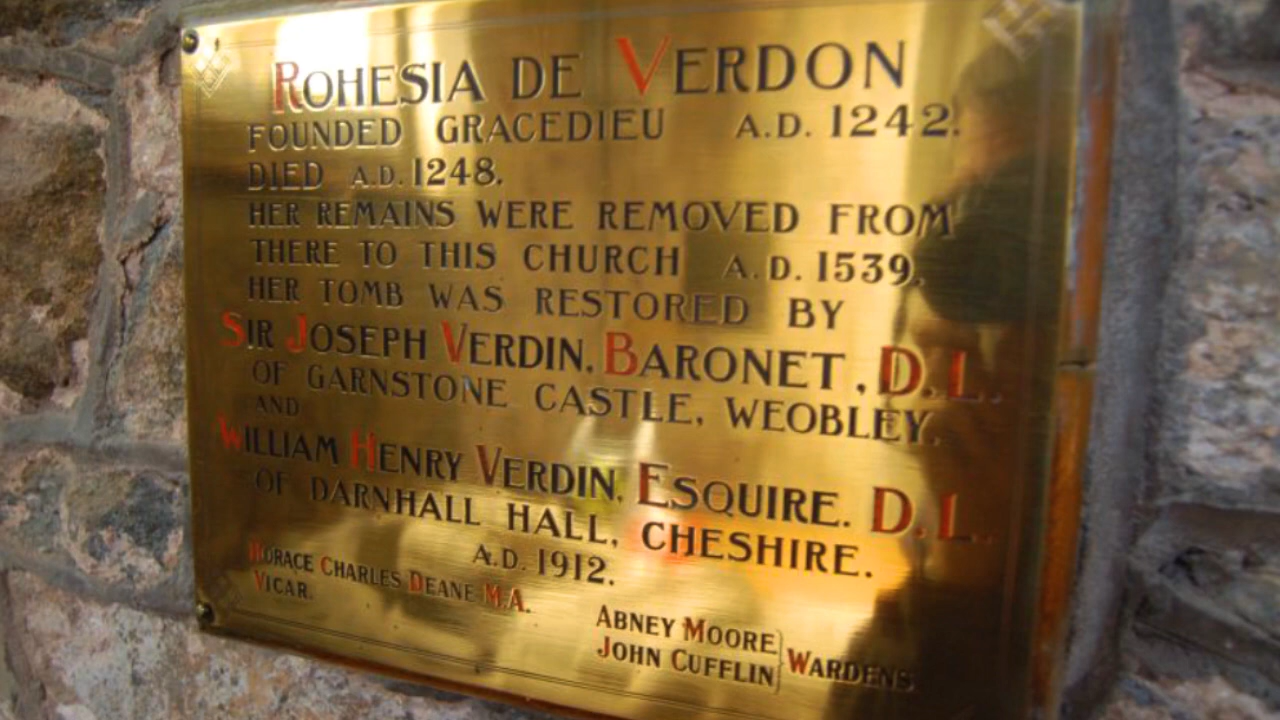 ROHESIA DE VERDON
FOUNDED GRACEDIEU A.D. 1242.
DIED A.D. 1248.
HER REMAINS WERE REMOVED FROM
THERE TO THIS CHURCH A.D. 1539.
HER TOMB WAS RESTORED BY
SIR JOSEPH VERDIN. BARONET, D.L.
OF GARNSTONE CASTLE, WEOBLEY.
AND
WILLIAM HENRY VERDIN, ESQUIRE. D.L.
OF DARNHALL HALL, CHESHIRE.
A.D. 1912.
HORACE CHARLES DEANE M.A.
VICAR.
ABNEY MOORE
JOHN CUFFLIN
WARDENS